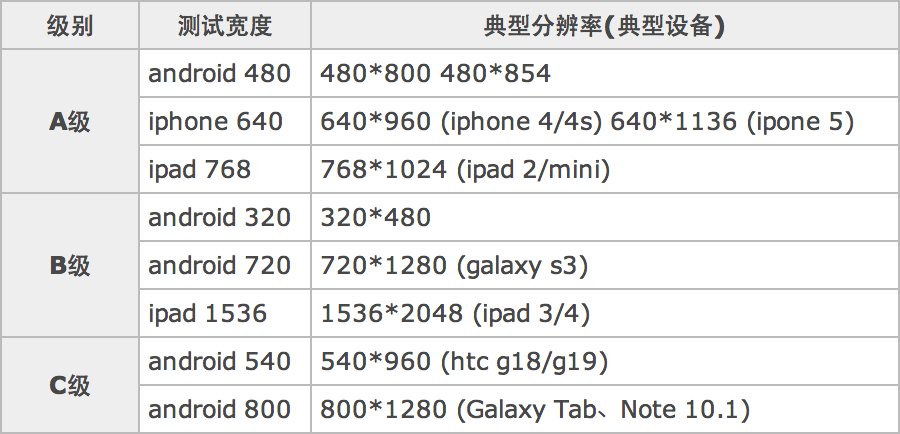 级别 测试宽度 典型分辨率(典型设备)
A级
android 480 480*800 480*854
iphone 640 640*960 (iphone 4/4s) 640*1136 (ipone 5)
ipad 768 768*1024 (ipad 2/mini)
B级
android 320 320*480
android 720 720*1280 (galaxy s3)
ipad 1536 1536*2048 (ipad 3/4)
C级
android 540 540*960 (htc g18/g19)
android 800 800*1280 (Galaxy Tab、Note 10.1)